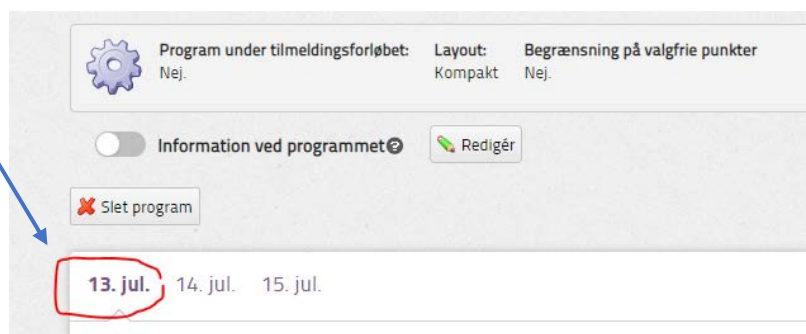 Program under tilmeldingsforløbet: Layout: Begrænsning på valgfrie punkter
Nej. Kompakt Nej.
Information ved programmet Redigér
Slet program
13. jul. 14. jul. 15. jul.